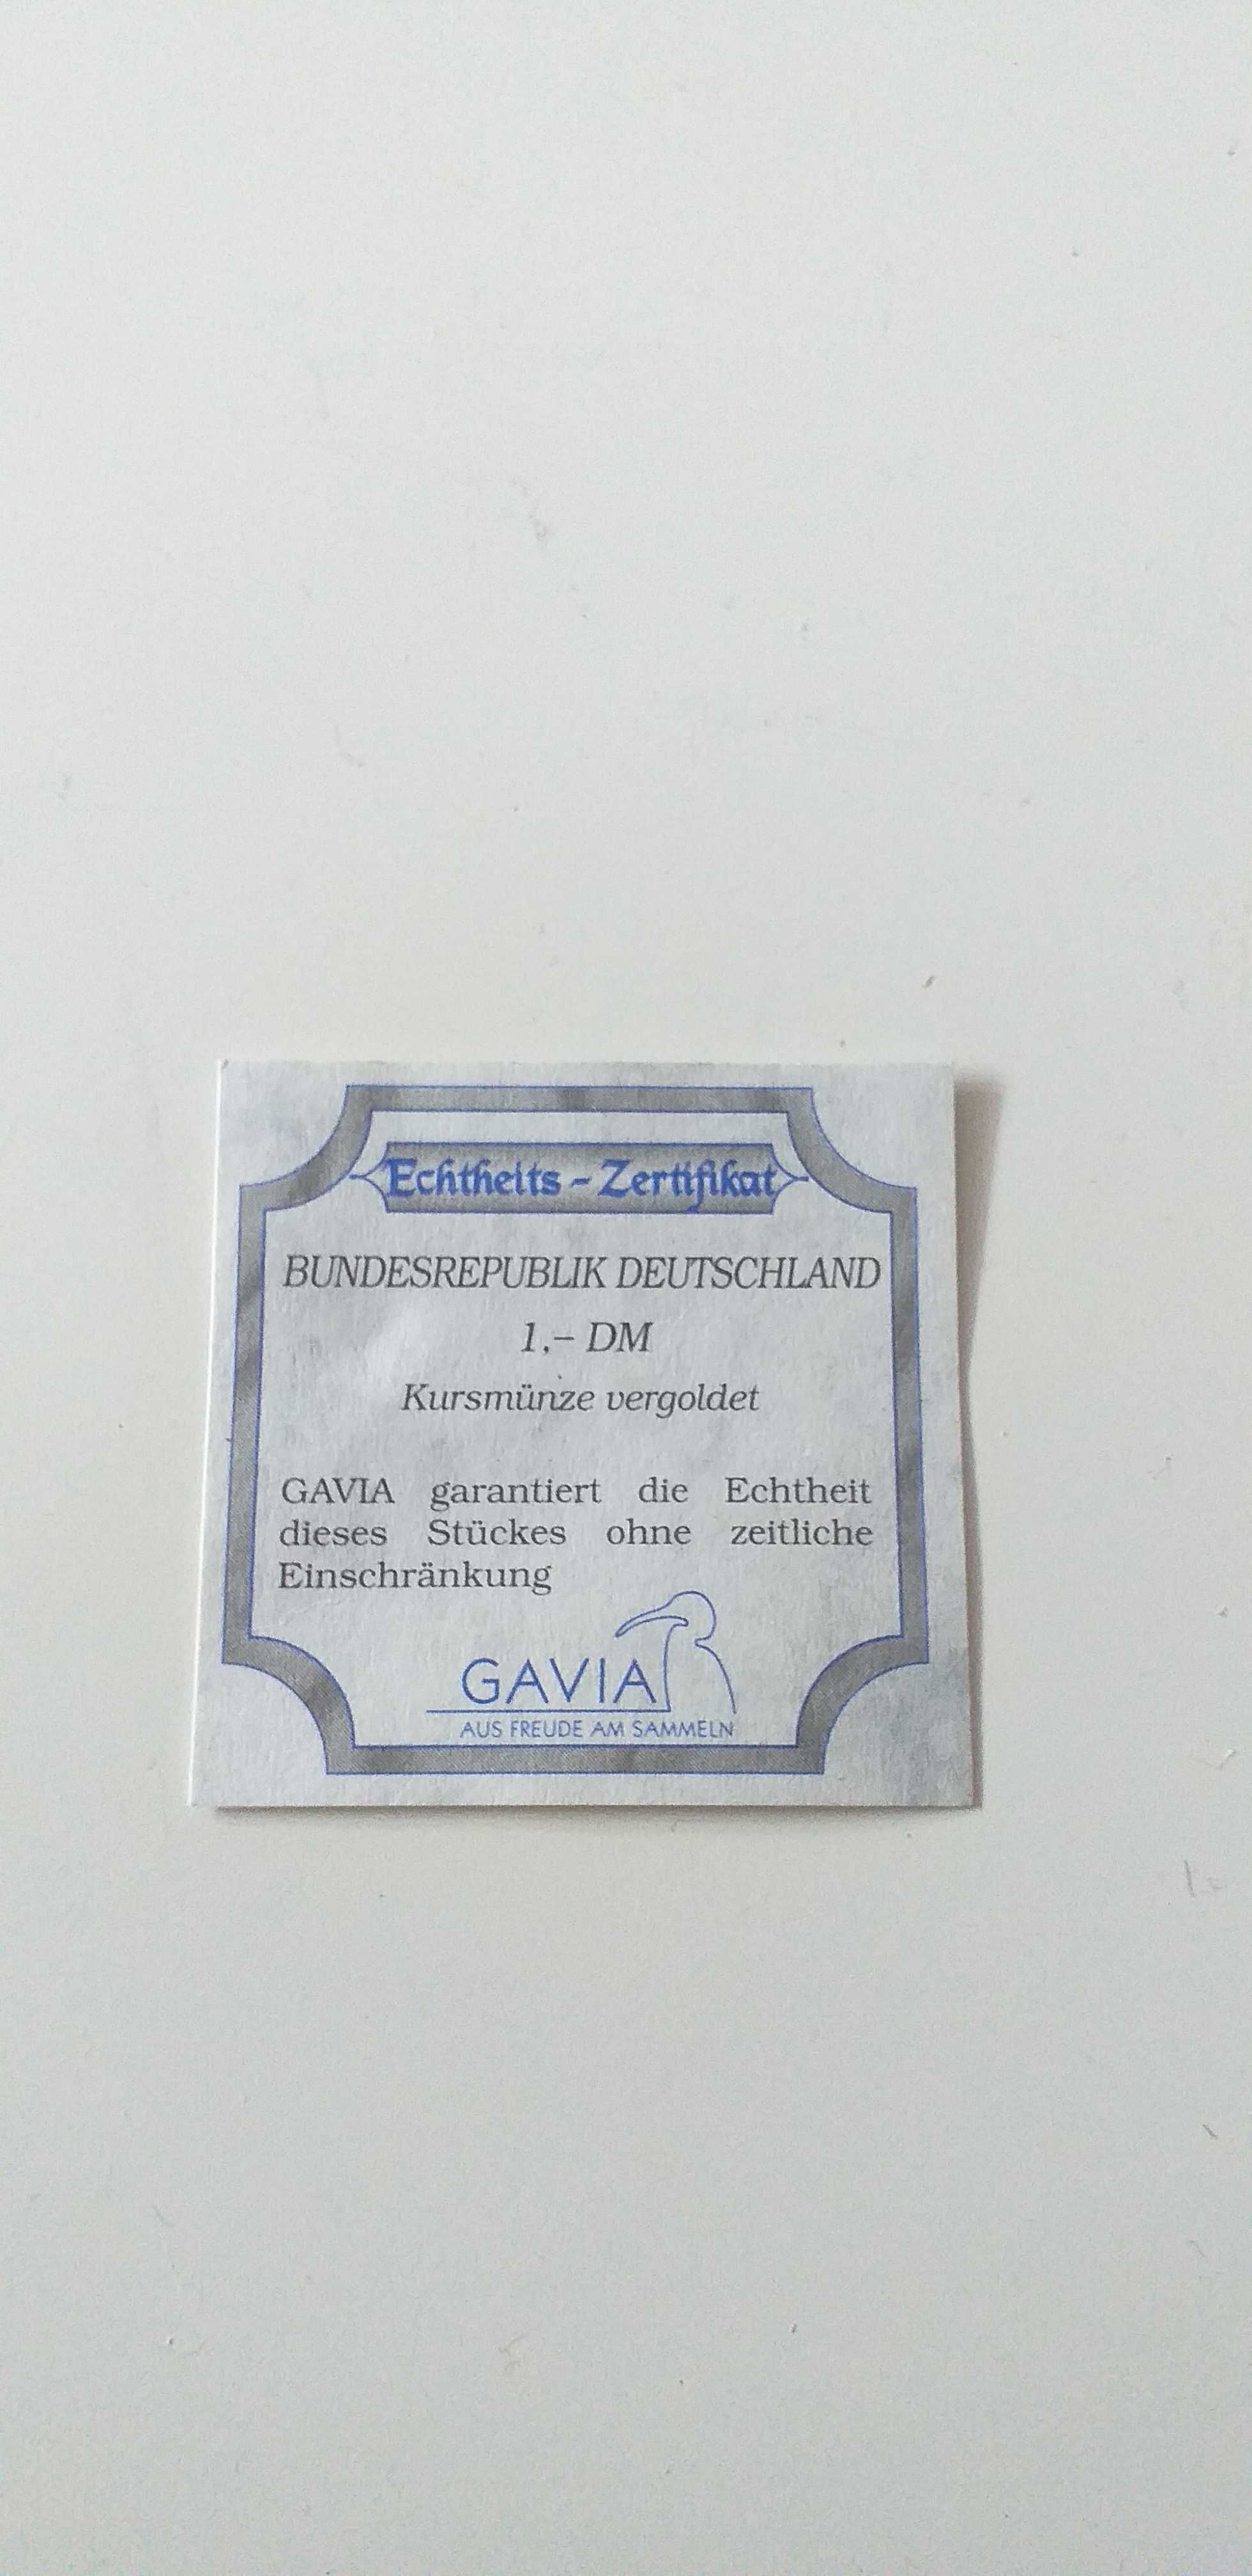 Echtheits - Zertifikat
BUNDESREPUBLIK DEUTSCHLAND
1,– DM
Kursmünze vergoldet
GAVIA garantiert die Echtheit
dieses Stückes ohne zeitliche
Einschränkung
GAVIA
AUS FREUDE AM SAMMELN